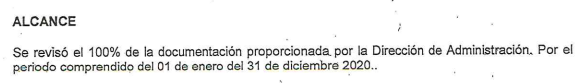 ALCANCE
Se revisó el 100% de la documentación proporcionada por la Dirección de Administración. Por el
periodo comprendido del 01 de enero del 31 de diciembre 2020..